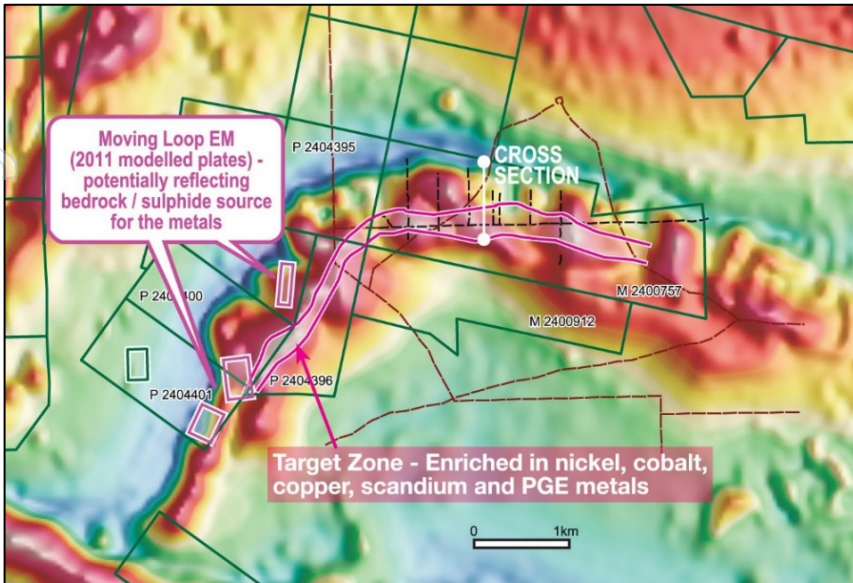 Moving Loop EM
(2011 modelled plates) -
potentially reflecting
bedrock / sulphide source
for the metals
P 2404395
CROSS
SECTION
P 2404400
M 2400757
M 2400912
P 2404401
P 2404396
Target Zone - Enriched in nickel, cobalt,
copper, scandium and PGE metals
0 1km